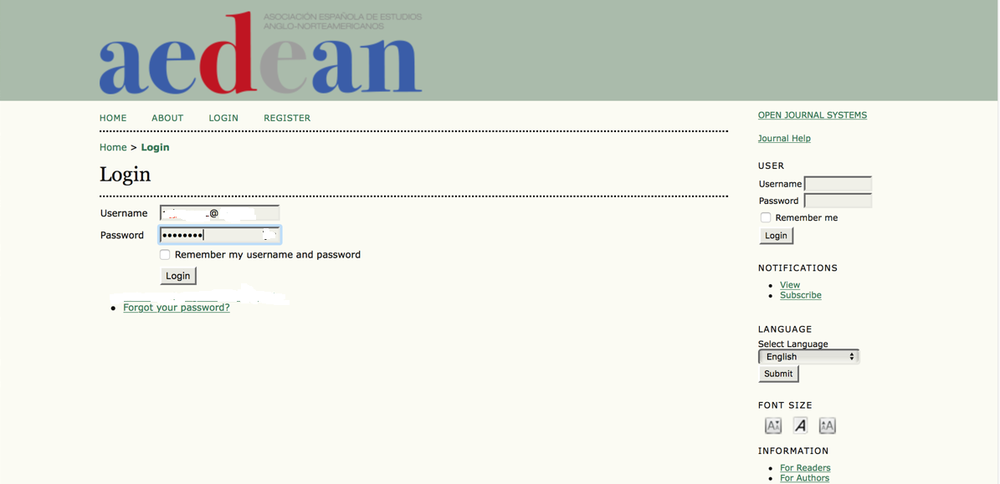 ASOCIACIÓN ESPAÑOLA DE ESTUDIOS
ANGLO-NORTEAMERICANOS
aedean
HOME ABOUT LOGIN REGISTER
Home > Login
Login
Username @
Password ••••••••
Remember my username and password
Login
Forgot your password?
OPEN JOURNAL SYSTEMS
Journal Help
USER
Username
Password
Remember me
Login
NOTIFICATIONS
View
Subscribe
LANGUAGE
Select Language
English
Submit
FONT SIZE
A A A
INFORMATION
For Readers
For Authors